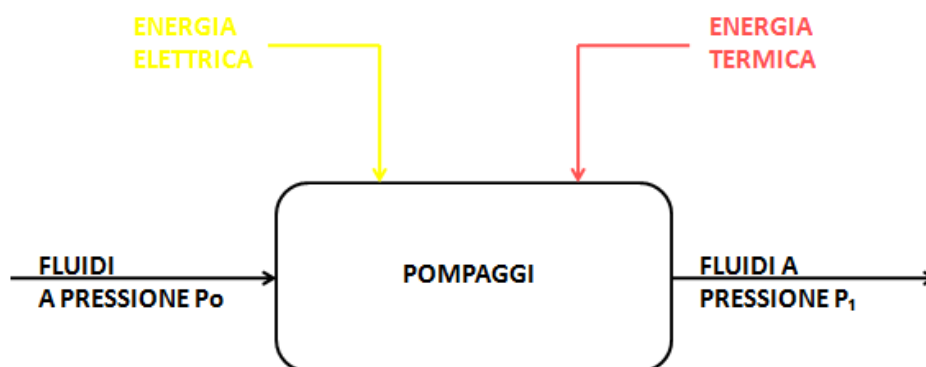 ENERGIA
ELETTRICA
ENERGIA
TERMICA
FLUIDI
A PRESSIONE Po
POMPAGGI
FLUIDI A
PRESSIONE P₁